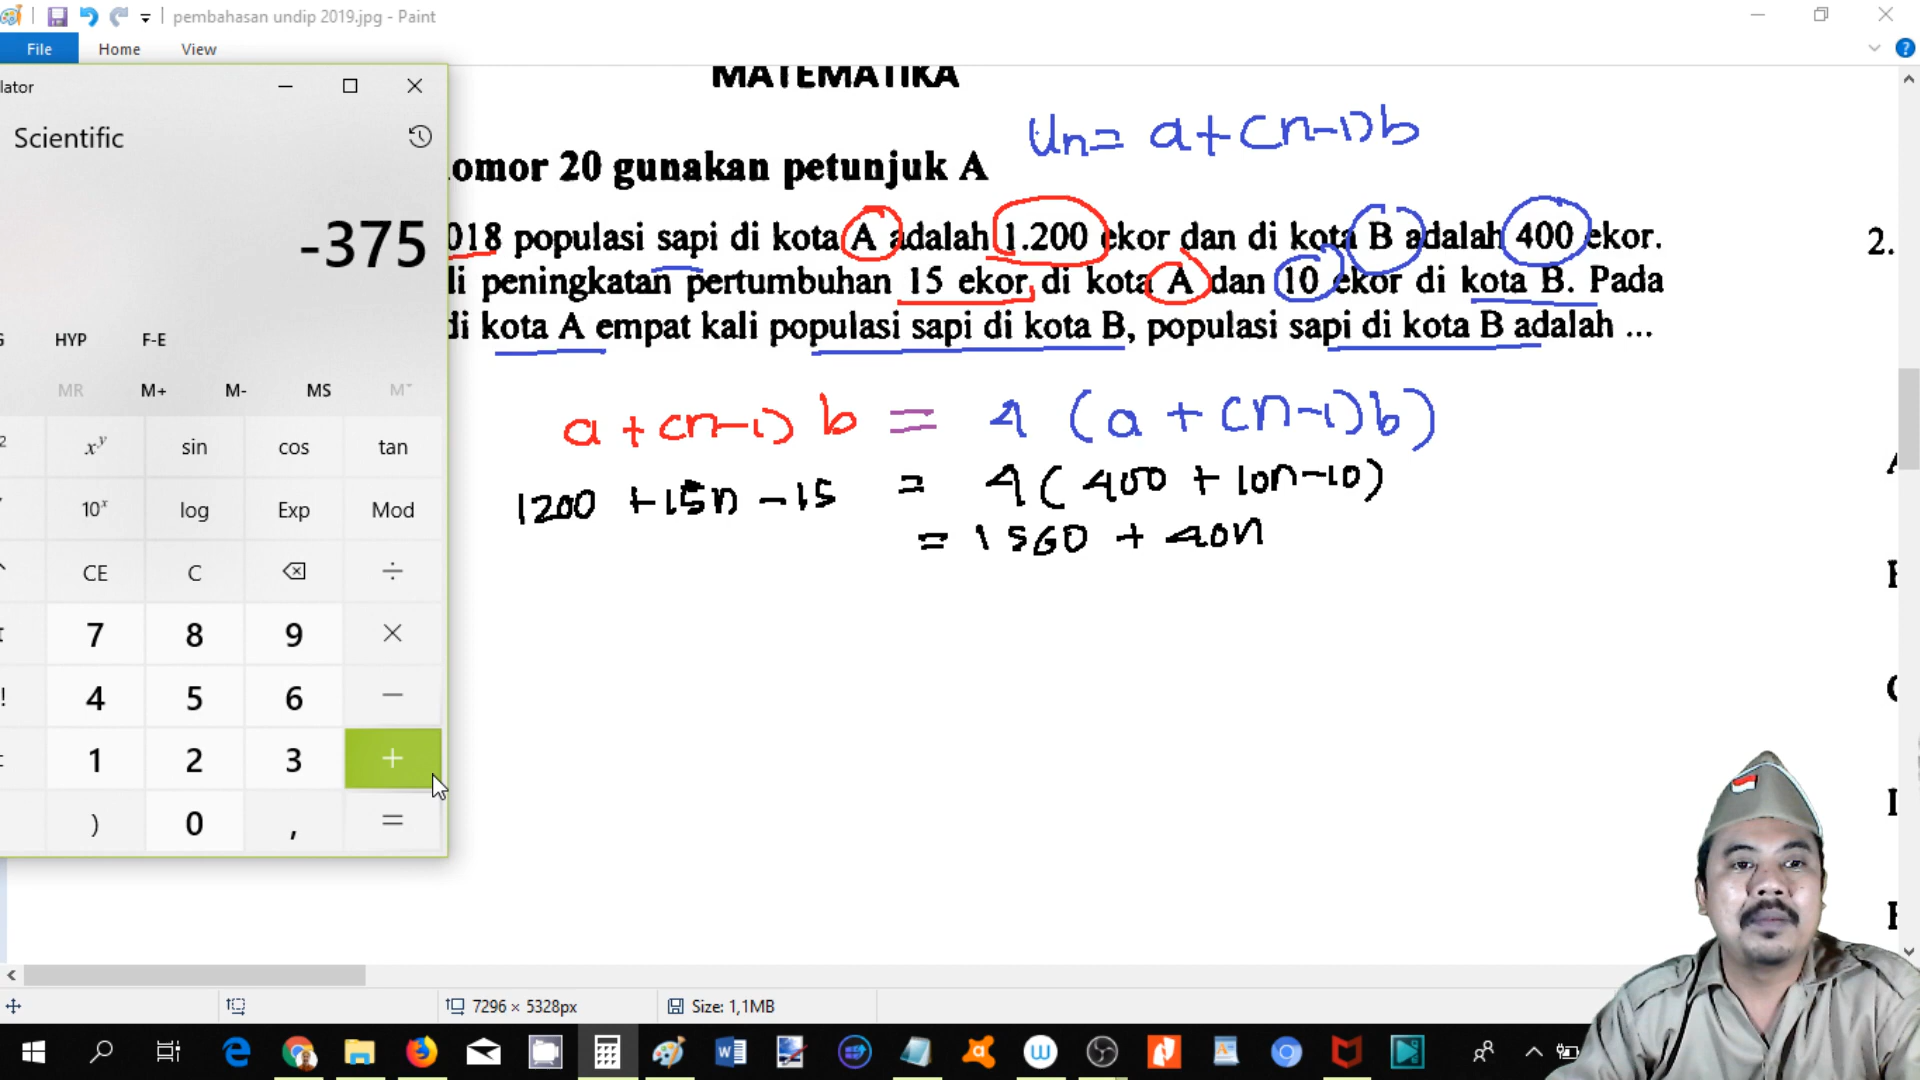 pembahasan undip 2019.jpg - Paint
File Home View
lator
Scientific
-375
HYP F-E
MR M+ M- MS M
xʸ sin cos tan
10ˣ log Exp Mod
CE C ÷
7 8 9 ×
! 4 5 6 −
1 2 3 +
) 0 , =
MATEMATIKA
Un = a+(n-1)b
omor 20 gunakan petunjuk A
018 populasi sapi di kota A adalah 1.200 ekor dan di kota B adalah 400 ekor.
di peningkatan pertumbuhan 15 ekor di kota A dan 10 ekor di kota B. Pada
di kota A empat kali populasi sapi di kota B, populasi sapi di kota B adalah ...
a + (n-1) b = 4 (a + (n-1)b)
1200 + 15n - 15 = 4(400 + 10n-10)
= 1560 + 40n
2.
7296 × 5328px Size: 1,1MB